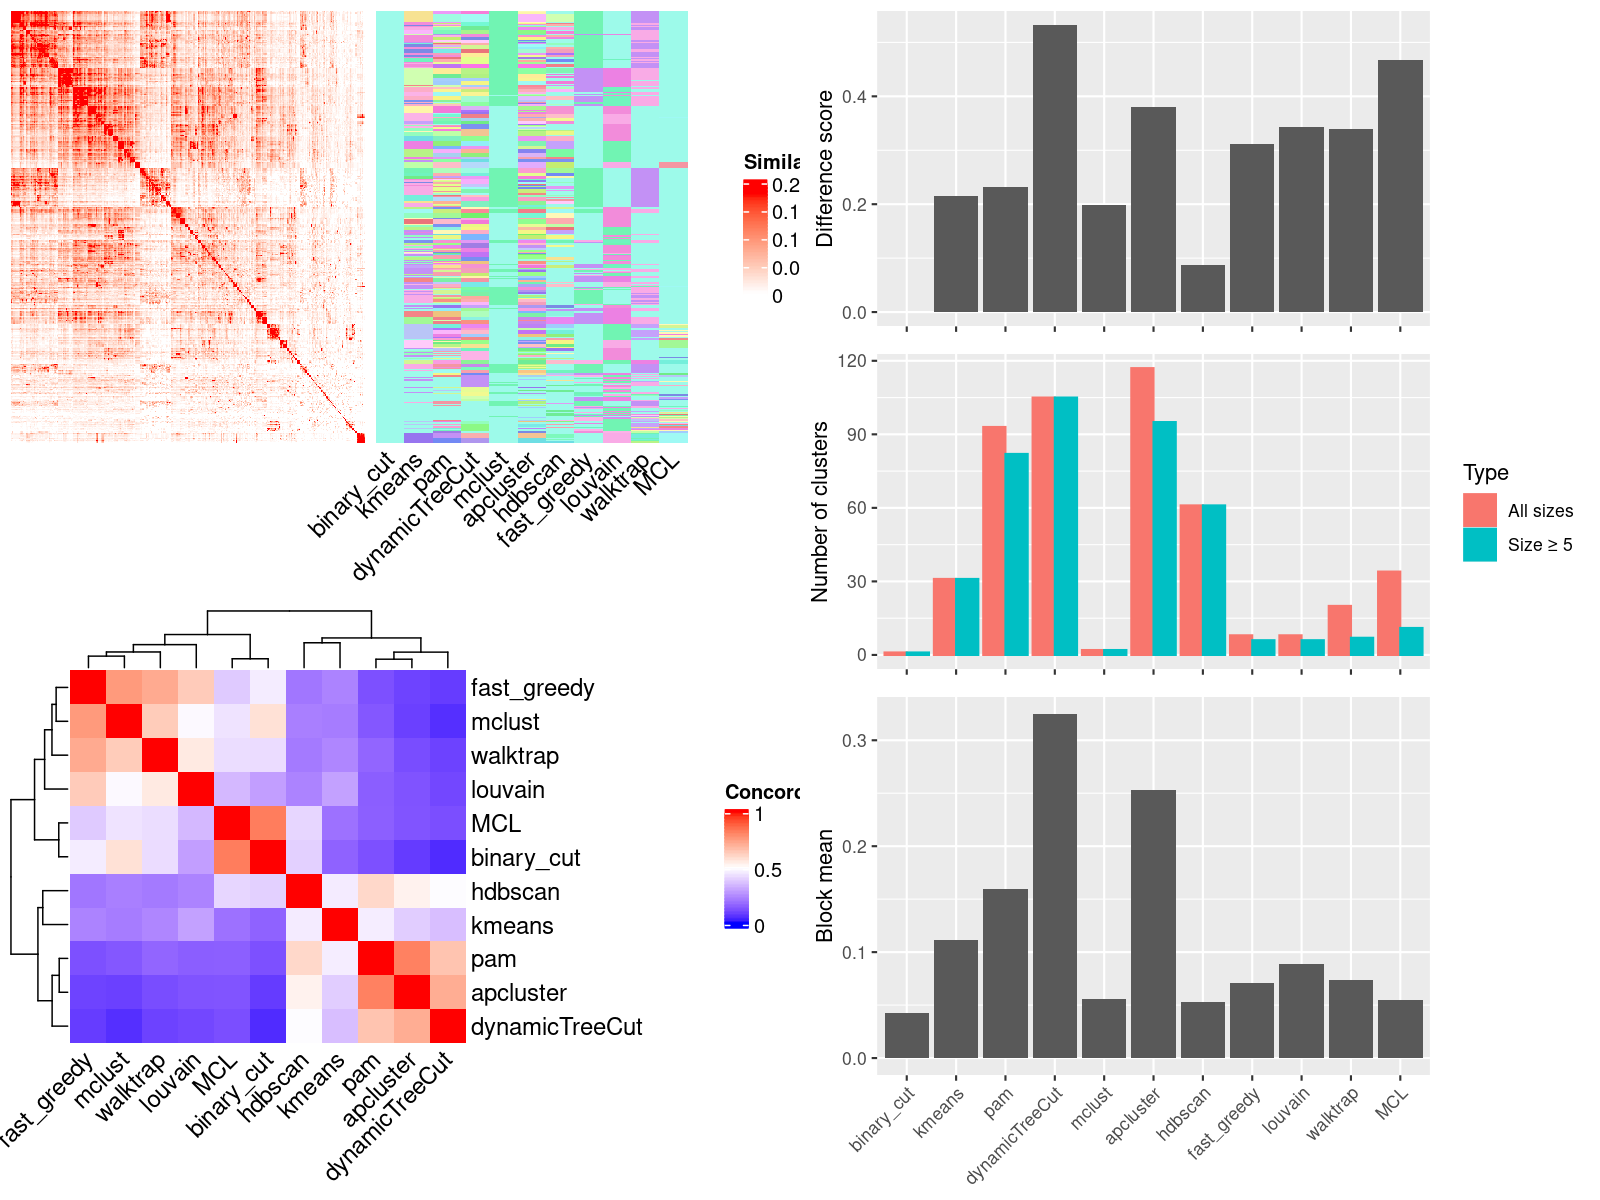 Simila
0.2
0.1
0.1
0.0
0
binary_cut
kmeans
pam
dynamicTreeCut
mclust
apcluster
hdbscan
fast_greedy
louvain
walktrap
MCL
fast_greedy
mclust
walktrap
louvain
MCL
binary_cut
hdbscan
kmeans
pam
apcluster
dynamicTreeCut
fast_greedy
mclust
walktrap
louvain
MCL
binary_cut
hdbscan
kmeans
pam
apcluster
dynamicTreeCut
Concord
1
0.5
0
Difference score
0.4
0.2
0.0
Number of clusters
120
90
60
30
0
Type
All sizes
Size ≥ 5
Block mean
0.3
0.2
0.1
0.0
binary_cut
kmeans
pam
dynamicTreeCut
mclust
apcluster
hdbscan
fast_greedy
louvain
walktrap
MCL